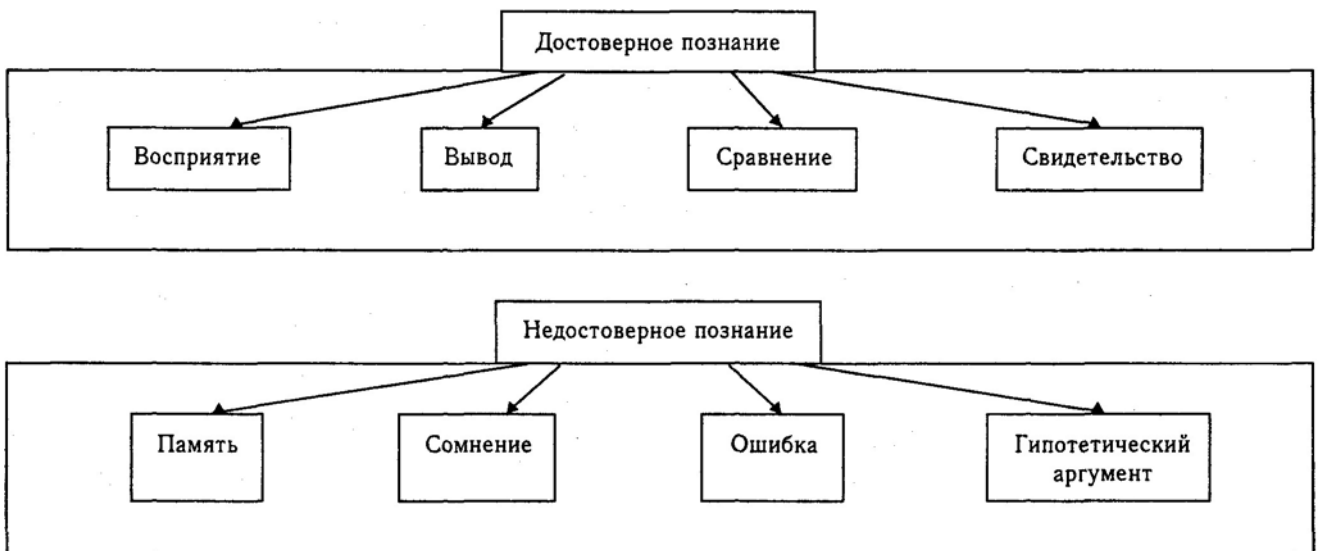 Достоверное познание
Восприятие
Вывод
Сравнение
Свидетельство
Недостоверное познание
Память
Сомнение
Ошибка
Гипотетический
аргумент